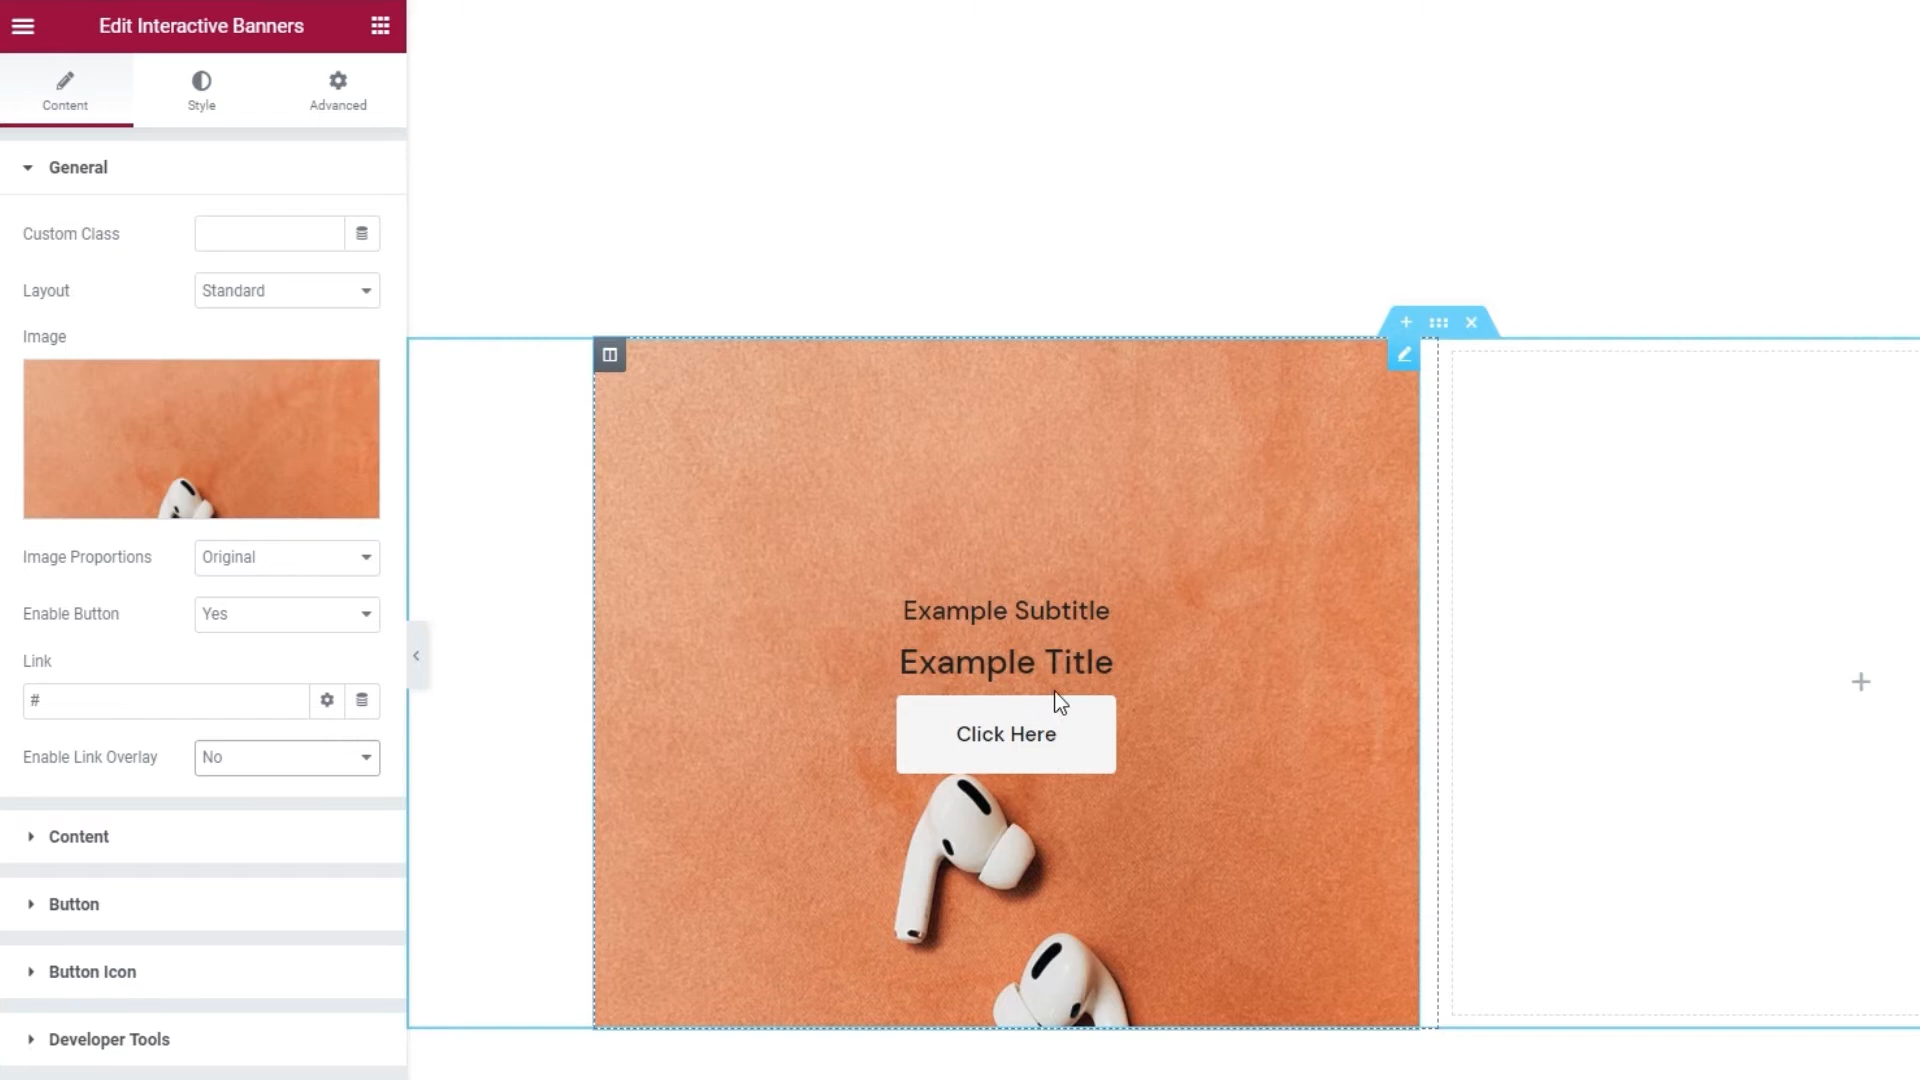 Edit Interactive Banners
Content
Style
Advanced
General
Custom Class
Layout
Standard
Image
Image Proportions
Original
Enable Button
Yes
Link
#
Enable Link Overlay
No
Content
Button
Button Icon
Developer Tools
Example Subtitle
Example Title
Click Here